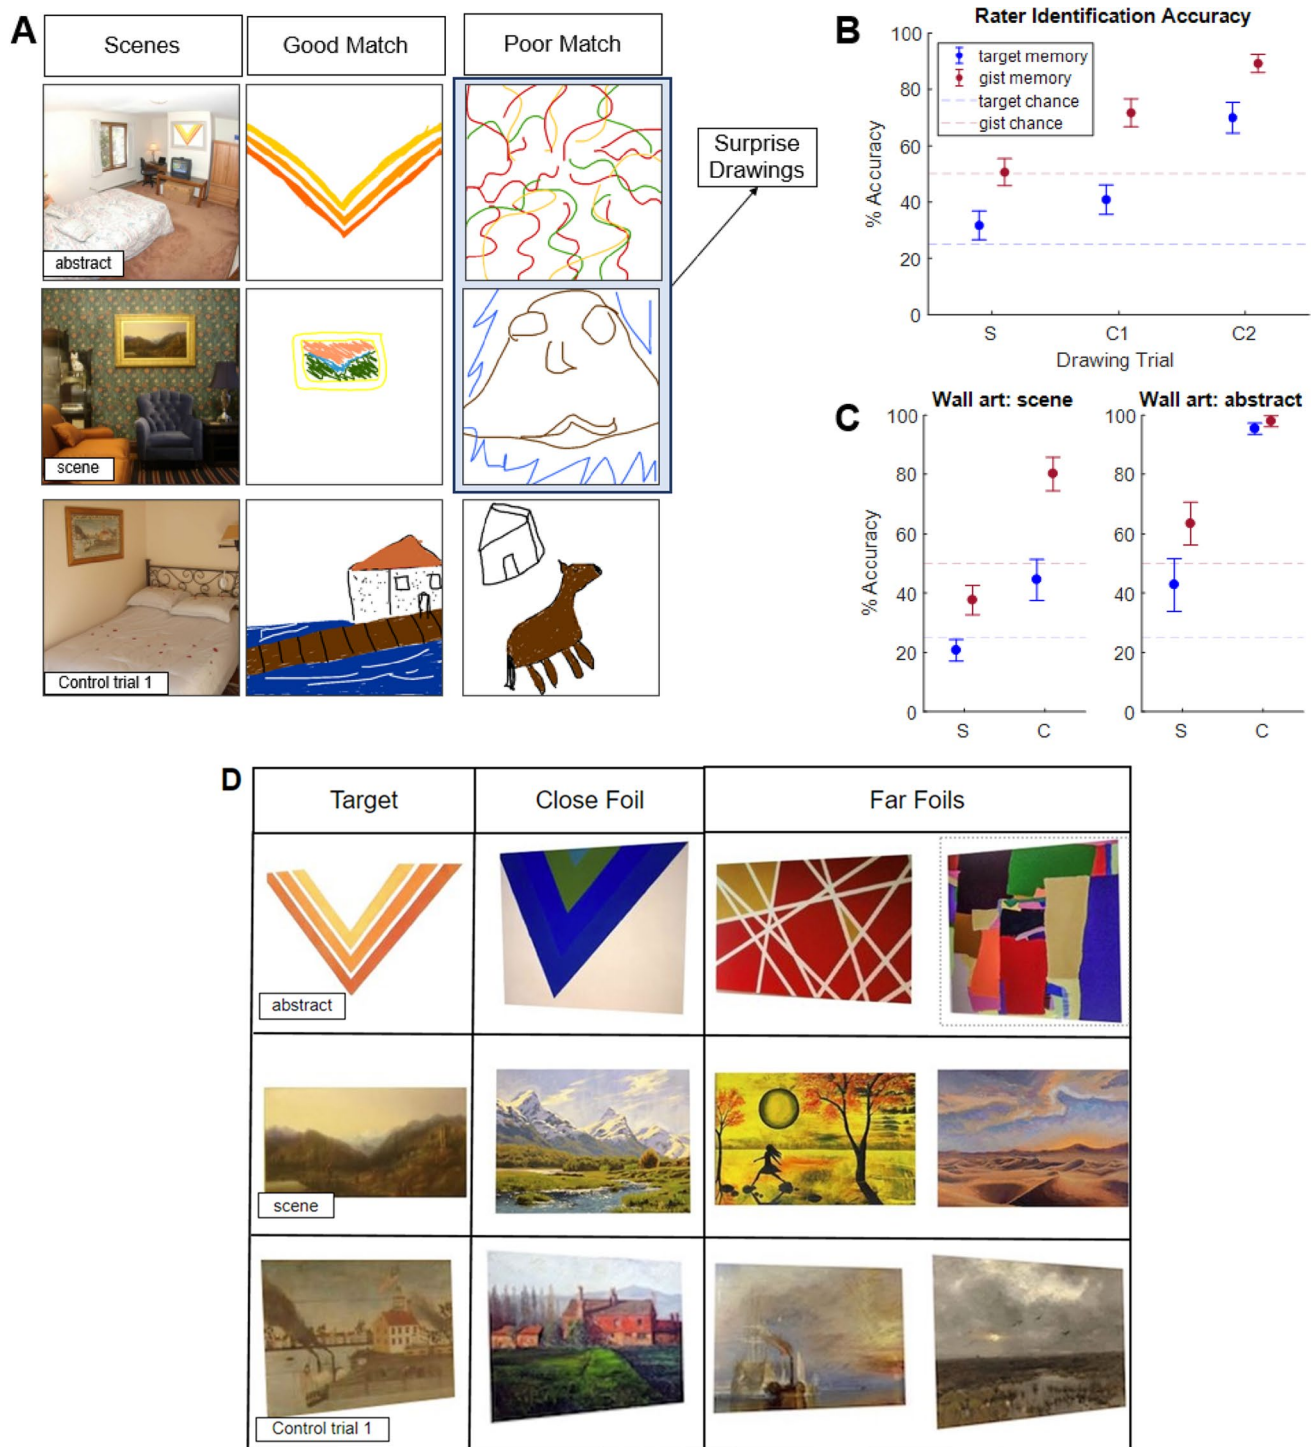 A
Scenes
Good Match
Poor Match
abstract
scene
Control trial 1
Surprise
Drawings
B
Rater Identification Accuracy
100
80
60
40
20
0
% Accuracy
target memory
gist memory
target chance
gist chance
S
C1
C2
Drawing Trial
C
Wall art: scene
100
80
60
40
20
0
% Accuracy
S
C
Wall art: abstract
100
80
60
40
20
0
S
C
D
Target
Close Foil
Far Foils
abstract
scene
Control trial 1